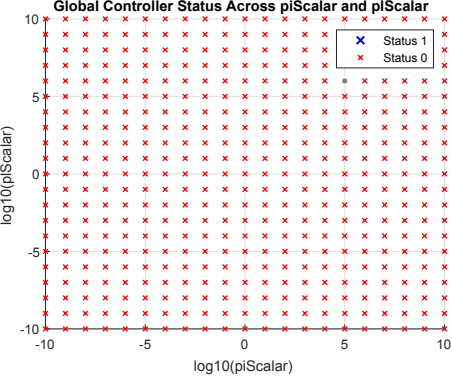 Global Controller Status Across piScalar and plScalar
Status 1
Status 0
10
5
0
-5
-10
-10
-5
0
5
10
log10(plScalar)
log10(piScalar)